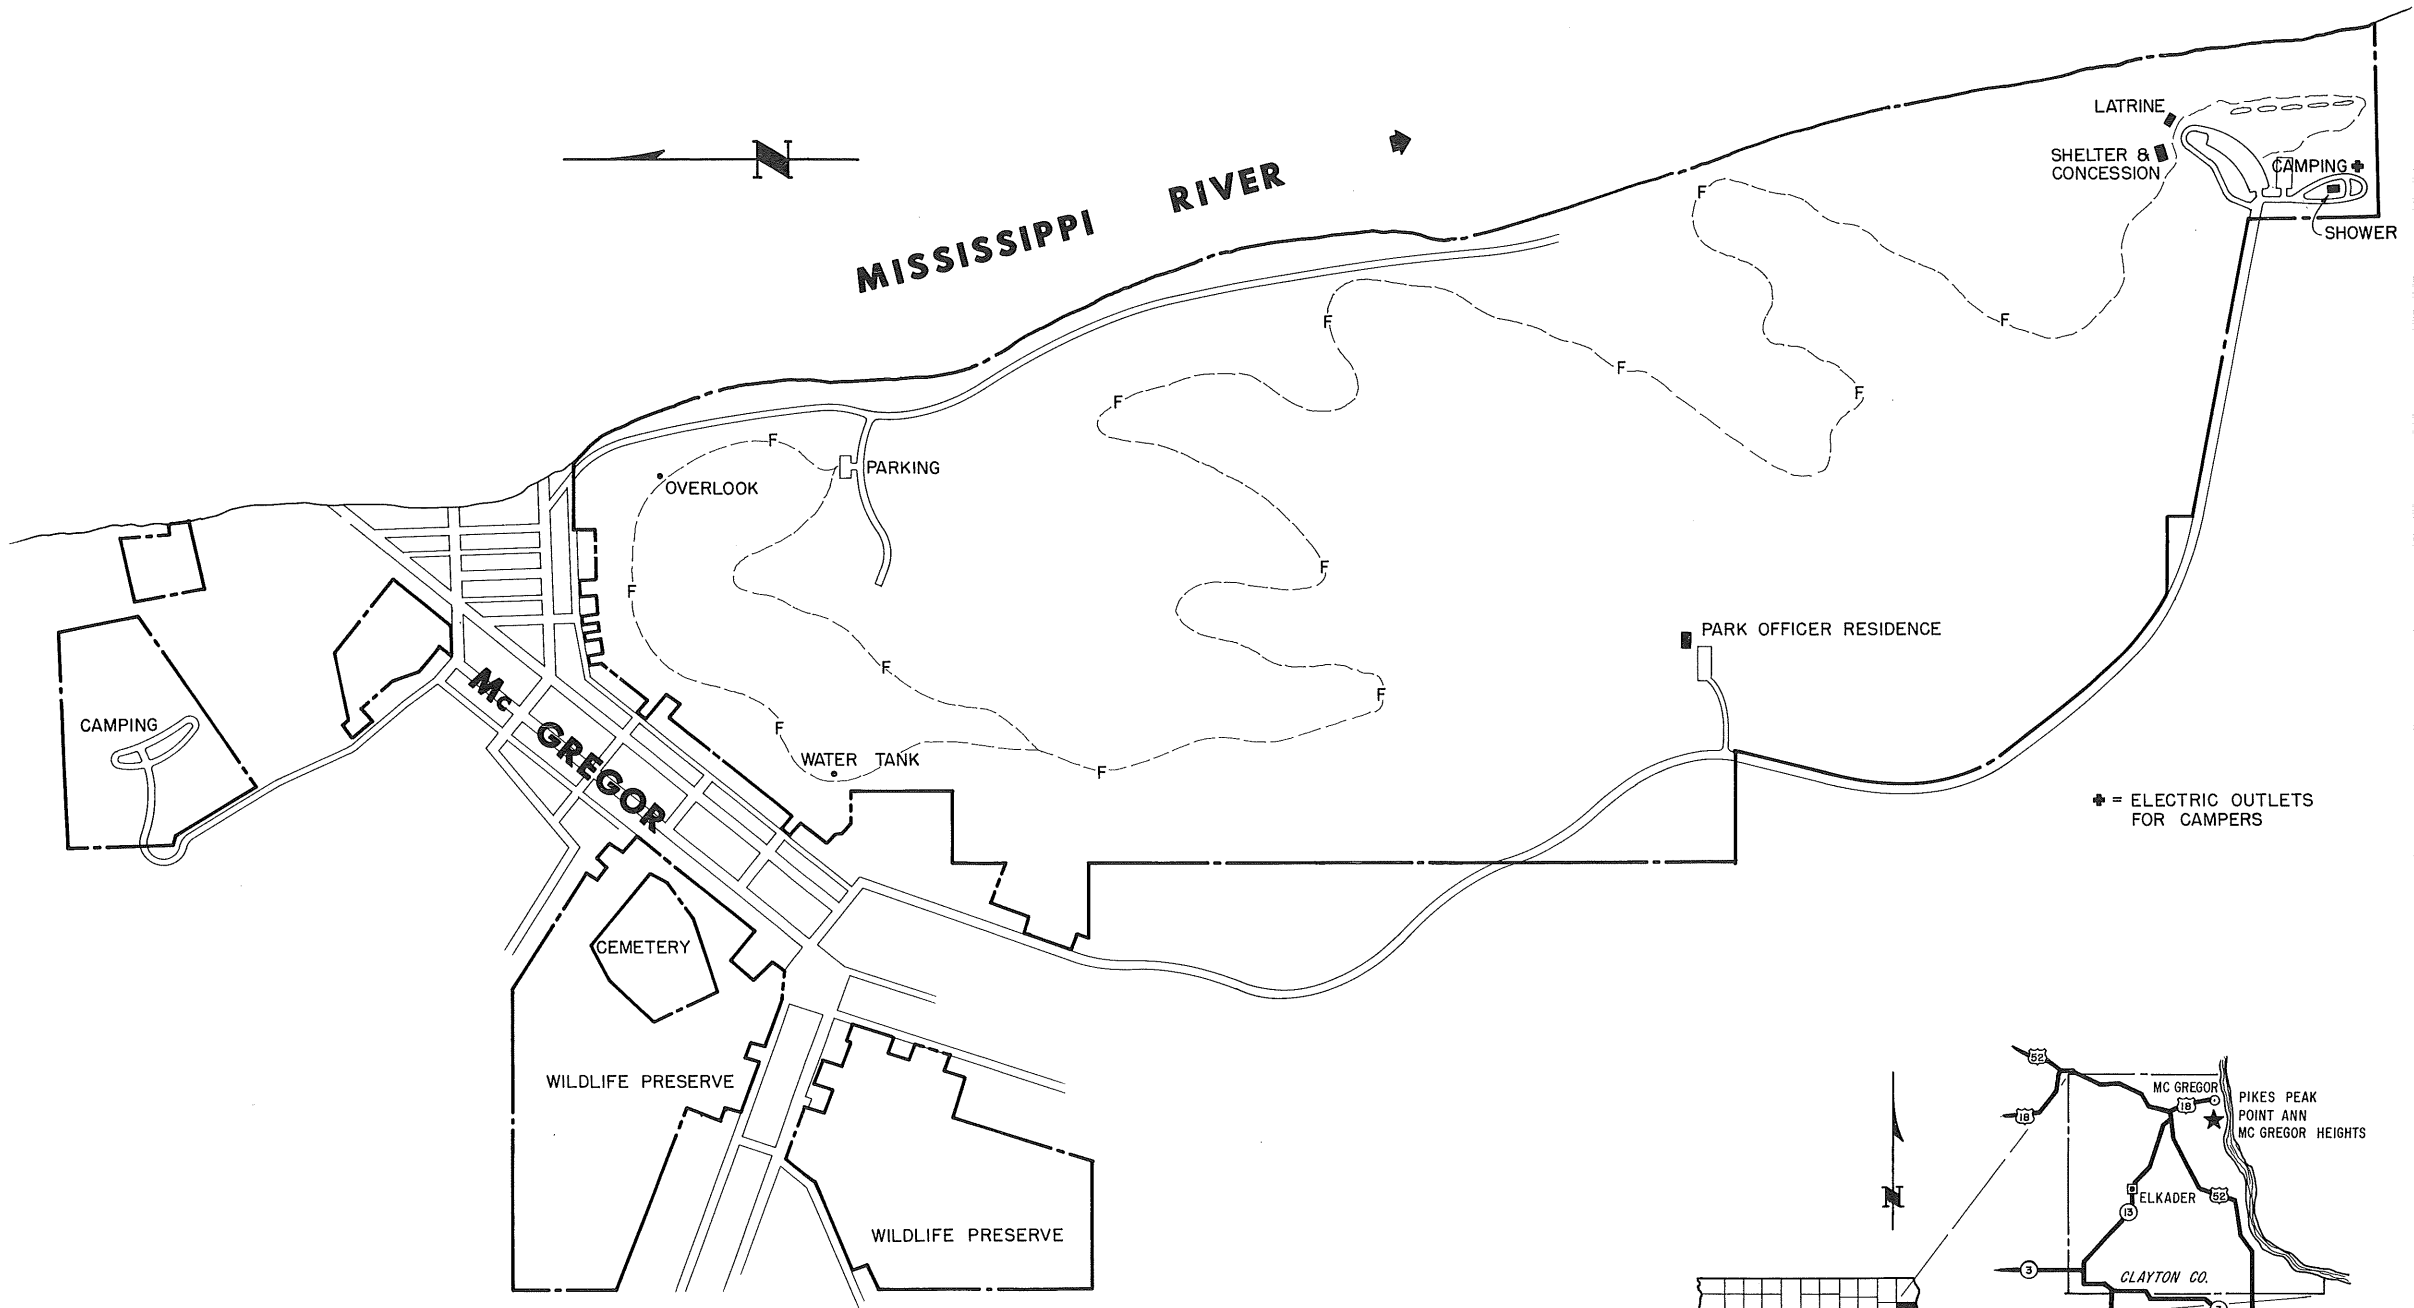 N
MISSISSIPPI RIVER
LATRINE
SHELTER &
CONCESSION
CAMPING
SHOWER
F
F
F
F
F
F
F
PARKING
OVERLOOK
F
F
F
F
F
F
PARK OFFICER RESIDENCE
Mc GREGOR
CAMPING
WATER TANK
= ELECTRIC OUTLETS
FOR CAMPERS
CEMETERY
WILDLIFE PRESERVE
WILDLIFE PRESERVE
N
52
MC GREGOR
18
18
PIKES PEAK
POINT ANN
MC GREGOR HEIGHTS
ELKADER
52
13
3
CLAYTON CO.